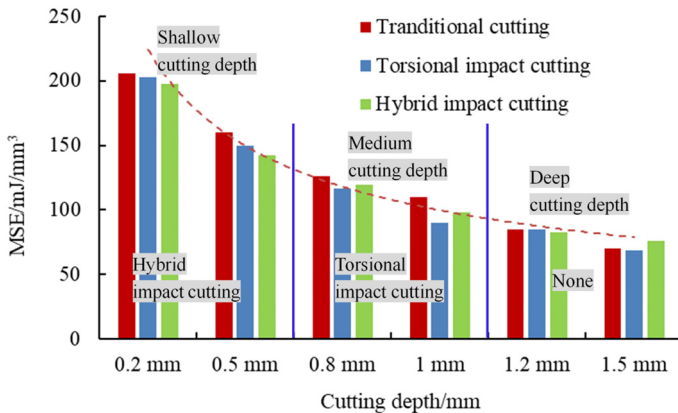 250
200
150
100
50
0
MSE/mJ/mm³
Shallow
cutting depth
Tranditional cutting
Torsional impact cutting
Hybrid impact cutting
Medium
cutting depth
Deep
cutting depth
Hybrid
impact cutting
Torsional
impact cutting
None
0.2 mm
0.5 mm
0.8 mm
1 mm
1.2 mm
1.5 mm
Cutting depth/mm